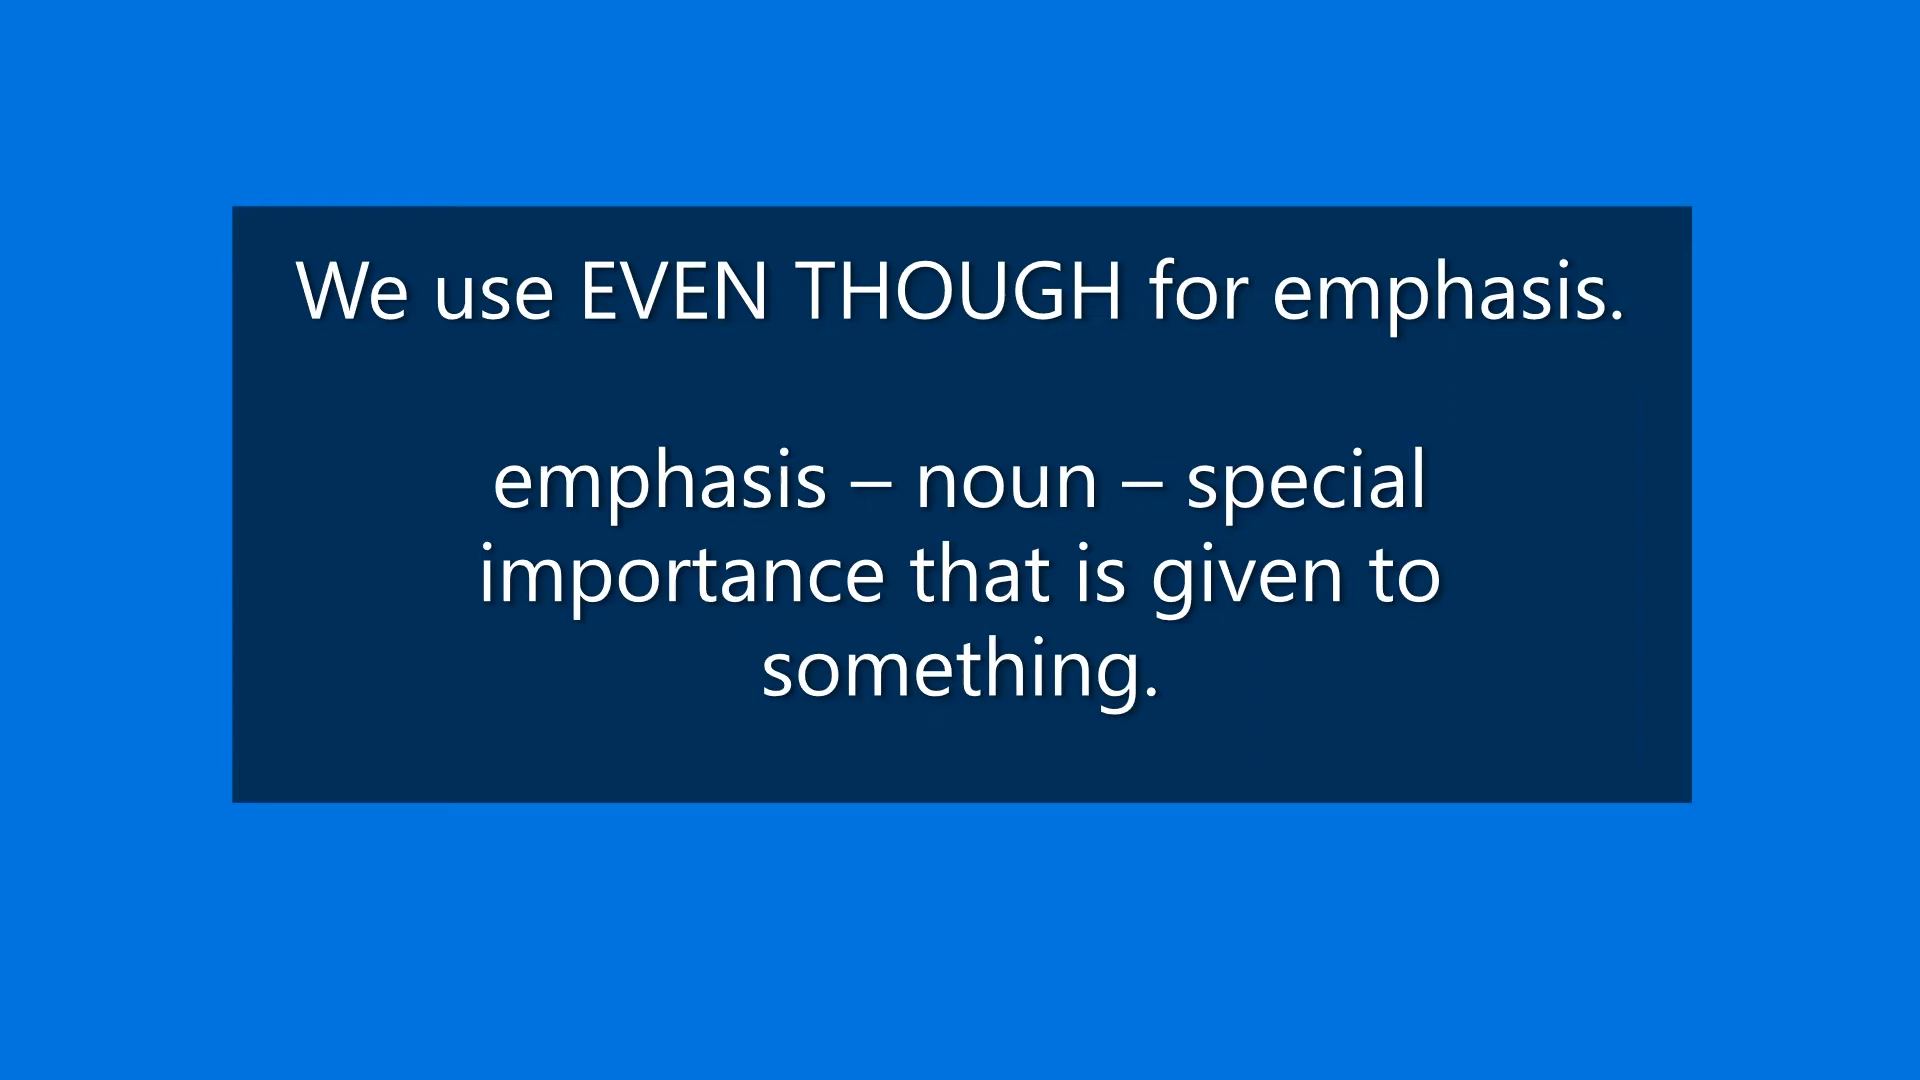 We use EVEN THOUGH for emphasis.
emphasis – noun – special
importance that is given to
something.